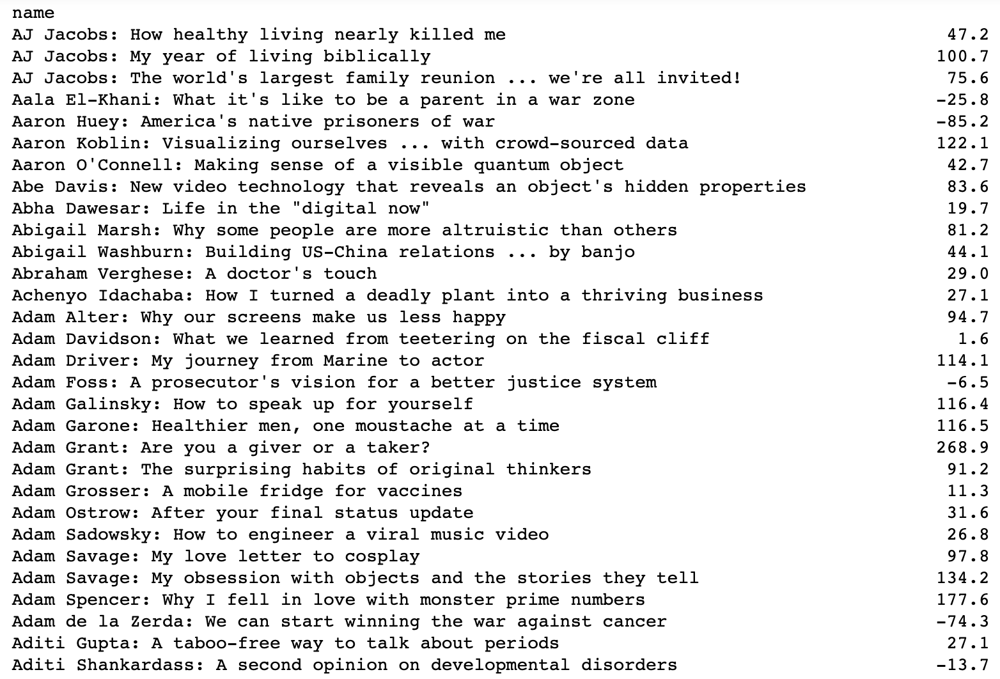 name
AJ Jacobs: How healthy living nearly killed me 47.2
AJ Jacobs: My year of living biblically 100.7
AJ Jacobs: The world's largest family reunion ... we're all invited! 75.6
Aala El-Khani: What it's like to be a parent in a war zone -25.8
Aaron Huey: America's native prisoners of war -85.2
Aaron Koblin: Visualizing ourselves ... with crowd-sourced data 122.1
Aaron O'Connell: Making sense of a visible quantum object 42.7
Abe Davis: New video technology that reveals an object's hidden properties 83.6
Abha Dawesar: Life in the "digital now" 19.7
Abigail Marsh: Why some people are more altruistic than others 81.2
Abigail Washburn: Building US-China relations ... by banjo 44.1
Abraham Verghese: A doctor's touch 29.0
Achenyo Idachaba: How I turned a deadly plant into a thriving business 27.1
Adam Alter: Why our screens make us less happy 94.7
Adam Davidson: What we learned from teetering on the fiscal cliff 1.6
Adam Driver: My journey from Marine to actor 114.1
Adam Foss: A prosecutor's vision for a better justice system -6.5
Adam Galinsky: How to speak up for yourself 116.4
Adam Garone: Healthier men, one moustache at a time 116.5
Adam Grant: Are you a giver or a taker? 268.9
Adam Grant: The surprising habits of original thinkers 91.2
Adam Grosser: A mobile fridge for vaccines 11.3
Adam Ostrow: After your final status update 31.6
Adam Sadowsky: How to engineer a viral music video 26.8
Adam Savage: My love letter to cosplay 97.8
Adam Savage: My obsession with objects and the stories they tell 134.2
Adam Spencer: Why I fell in love with monster prime numbers 177.6
Adam de la Zerda: We can start winning the war against cancer -74.3
Aditi Gupta: A taboo-free way to talk about periods 27.1
Aditi Shankardass: A second opinion on developmental disorders -13.7